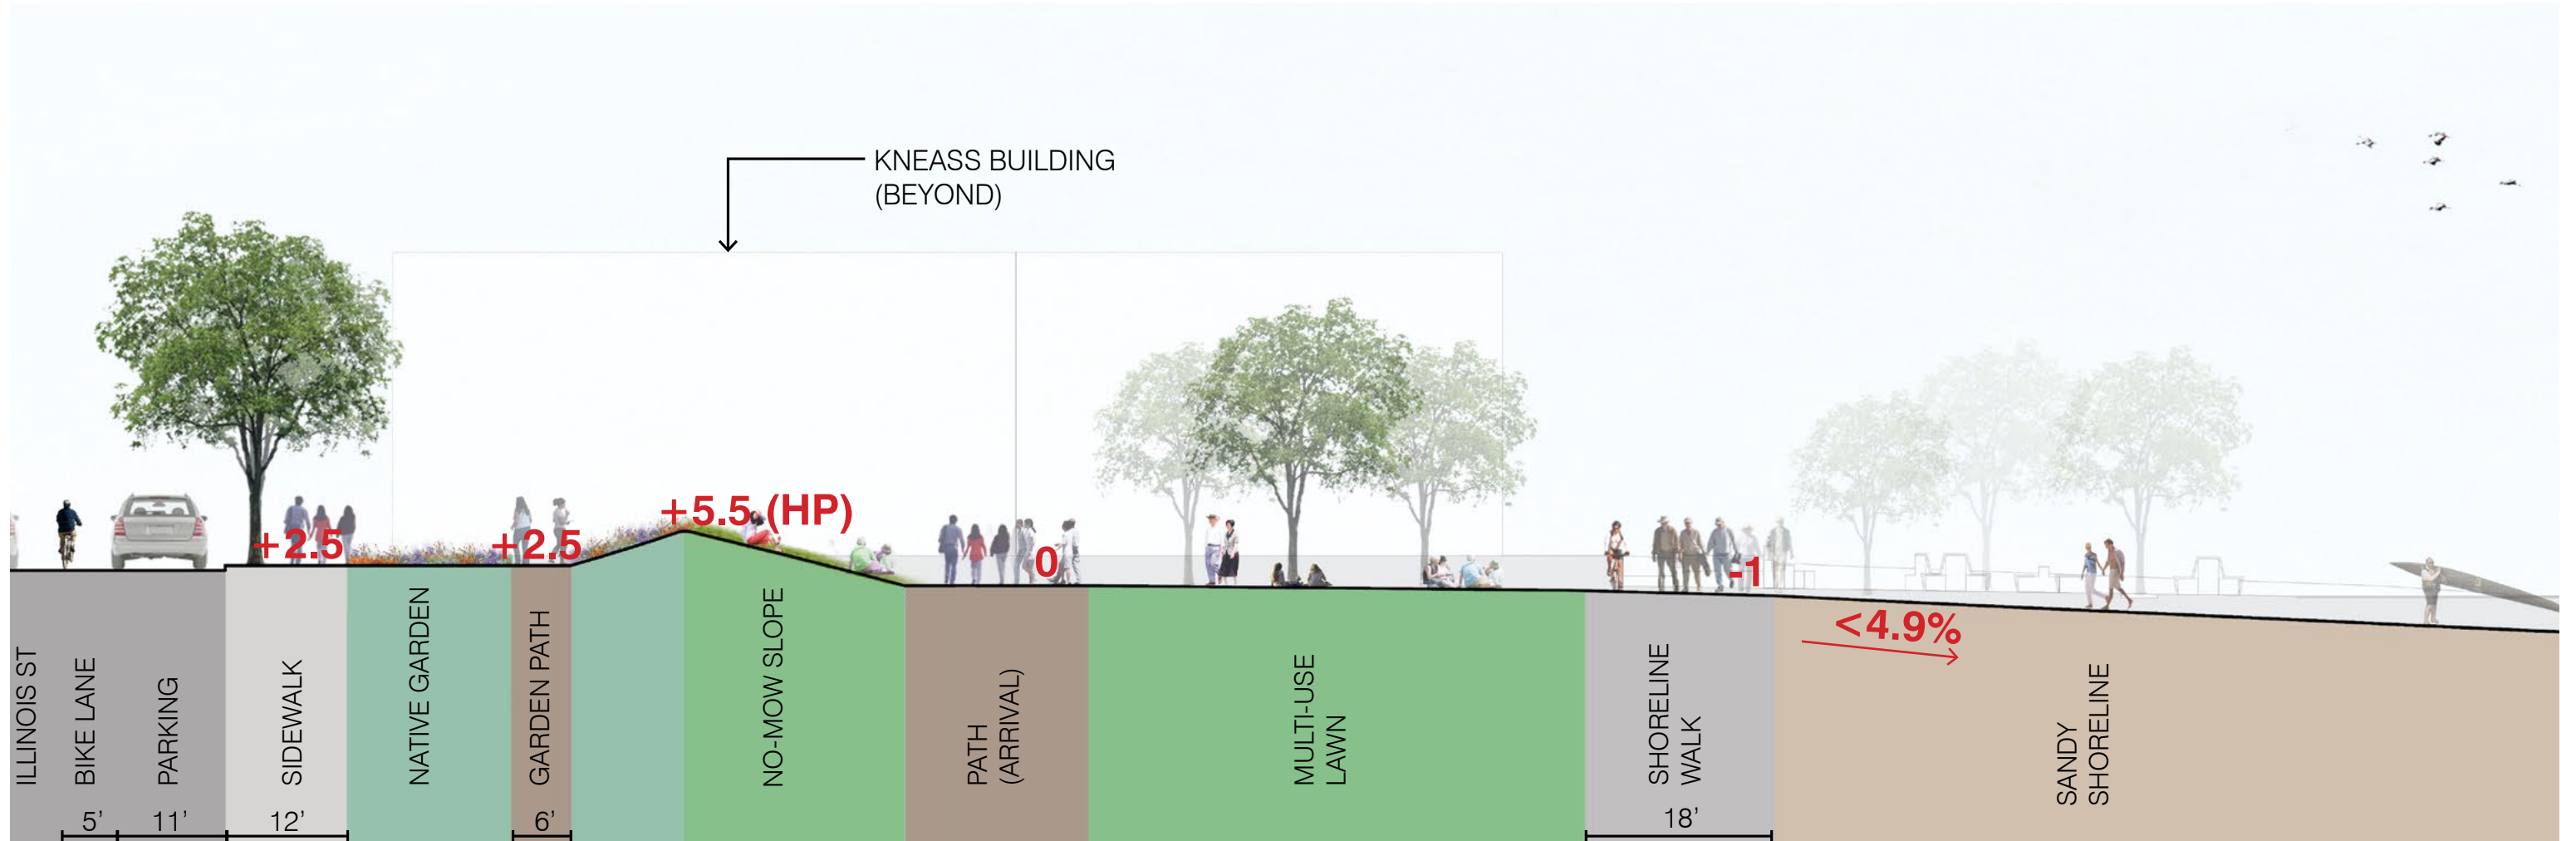 KNEASS BUILDING
(BEYOND)
+2.5
+2.5
+5.5 (HP)
0
-1
<4.9%
ILLINOIS ST
BIKE LANE
PARKING
SIDEWALK
NATIVE GARDEN
GARDEN PATH
NO-MOW SLOPE
PATH
(ARRIVAL)
MULTI-USE
LAWN
SHORELINE
WALK
SANDY
SHORELINE
5’
11’
12’
6’
18’